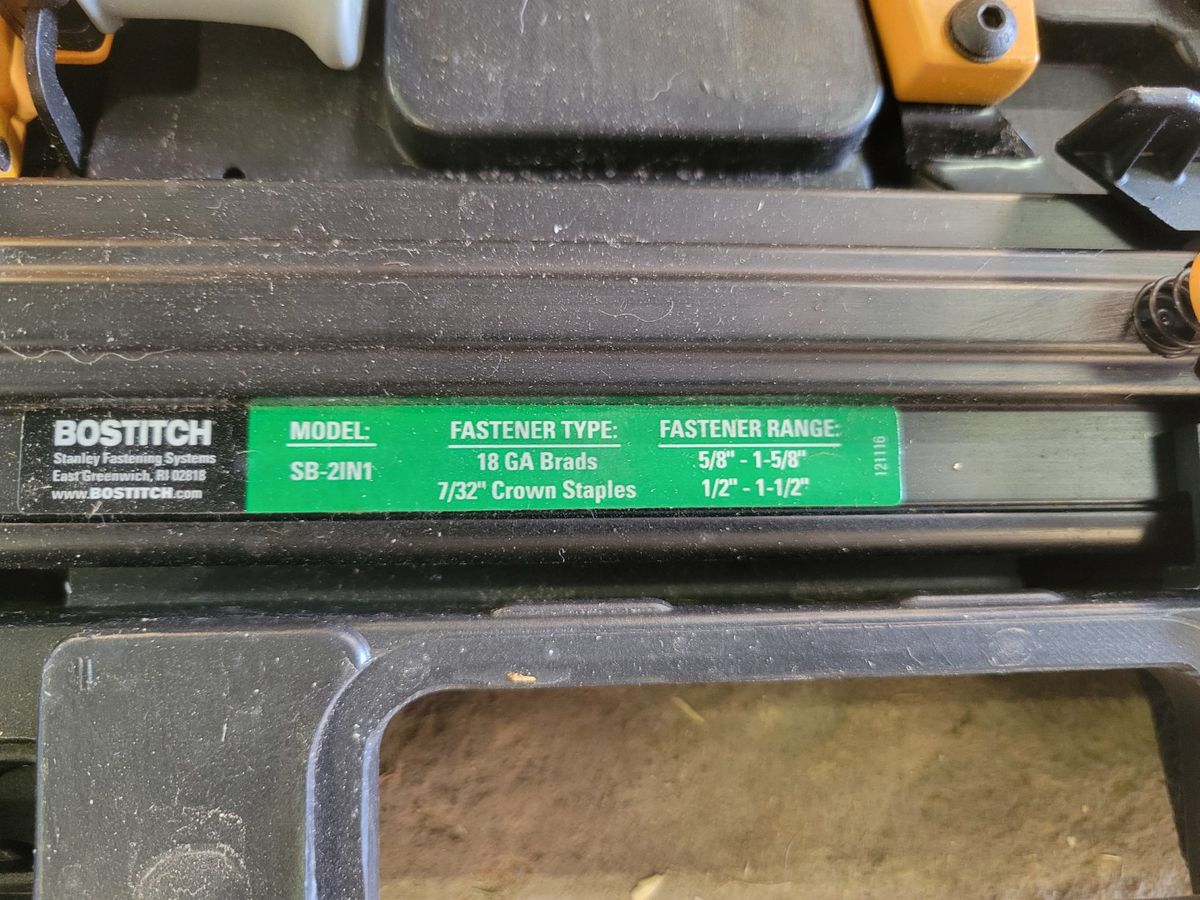 BOSTITCH
Stanley Fastening Systems
East Greenwich, RI 02818
www.BOSTITCH.com
MODEL:
SB-2IN1
FASTENER TYPE:
18 GA Brads
7/32" Crown Staples
FASTENER RANGE:
5/8" - 1-5/8"
1/2" - 1-1/2"
121116